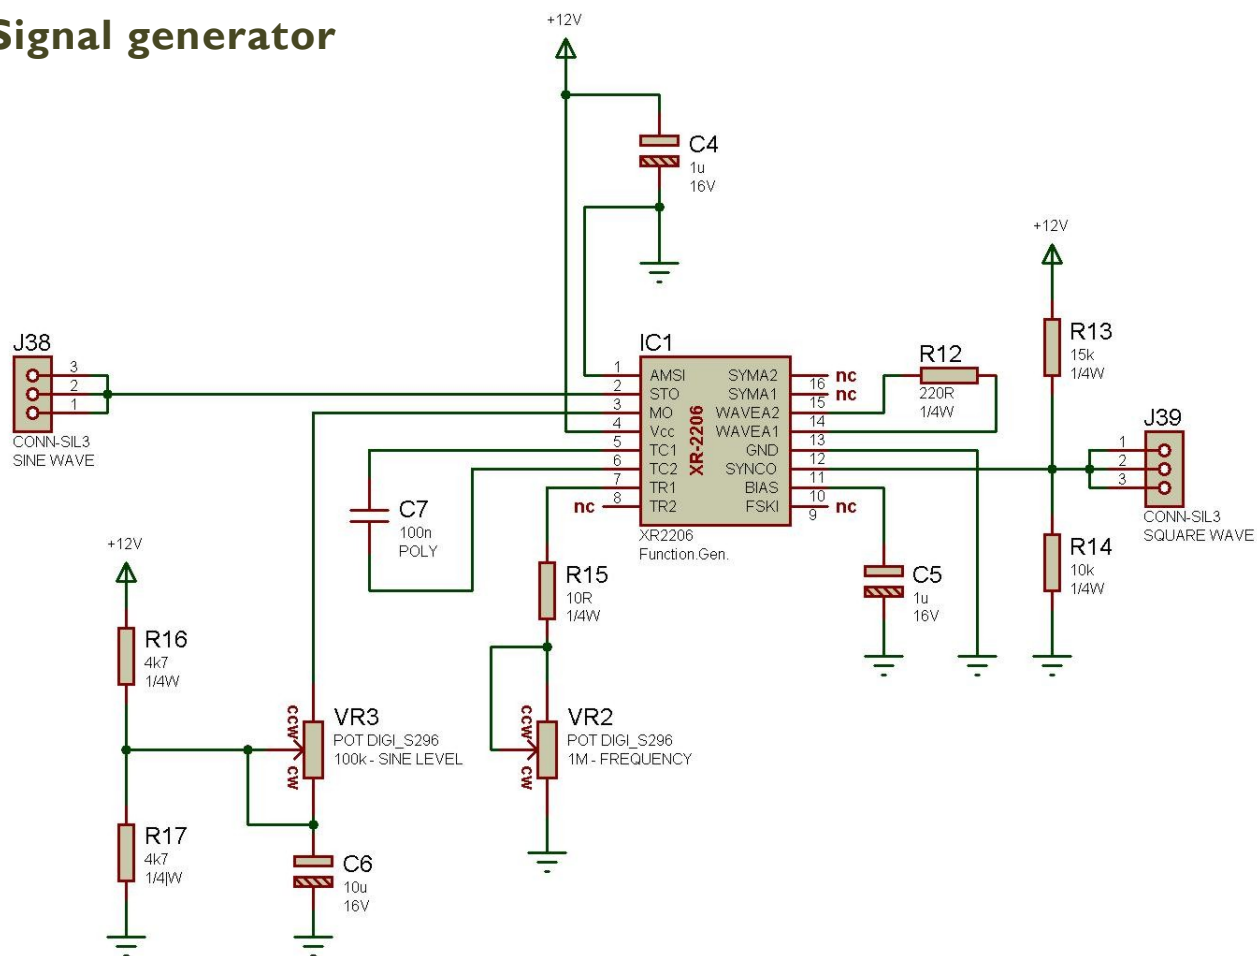 Signal generator
+12V
C4
1u
16V
+12V
J38
3
2
1
CONN-SIL3
SINE WAVE
IC1
1 AMSI
2 STO
3 MO
4 Vcc
5 TC1
6 TC2
7 TR1
nc 8 TR2
XR-2206
SYMA2 16 nc
SYMA1 15 nc
WAVEA2 14
WAVEA1 13
GND 12
SYNCO 11
BIAS 10
FSKI 9 nc
XR2206
Function.Gen.
R12
220R
1/4W
R13
15k
1/4W
J39
1
2
3
CONN-SIL3
SQUARE WAVE
R14
10k
1/4W
C7
100n
POLY
R15
10R
1/4W
C5
1u
16V
+12V
R16
4k7
1/4W
ccw
cw
VR3
POT DIGI_S296
100k - SINE LEVEL
ccw
cw
VR2
POT DIGI_S296
1M - FREQUENCY
R17
4k7
1/4|W
C6
10u
16V